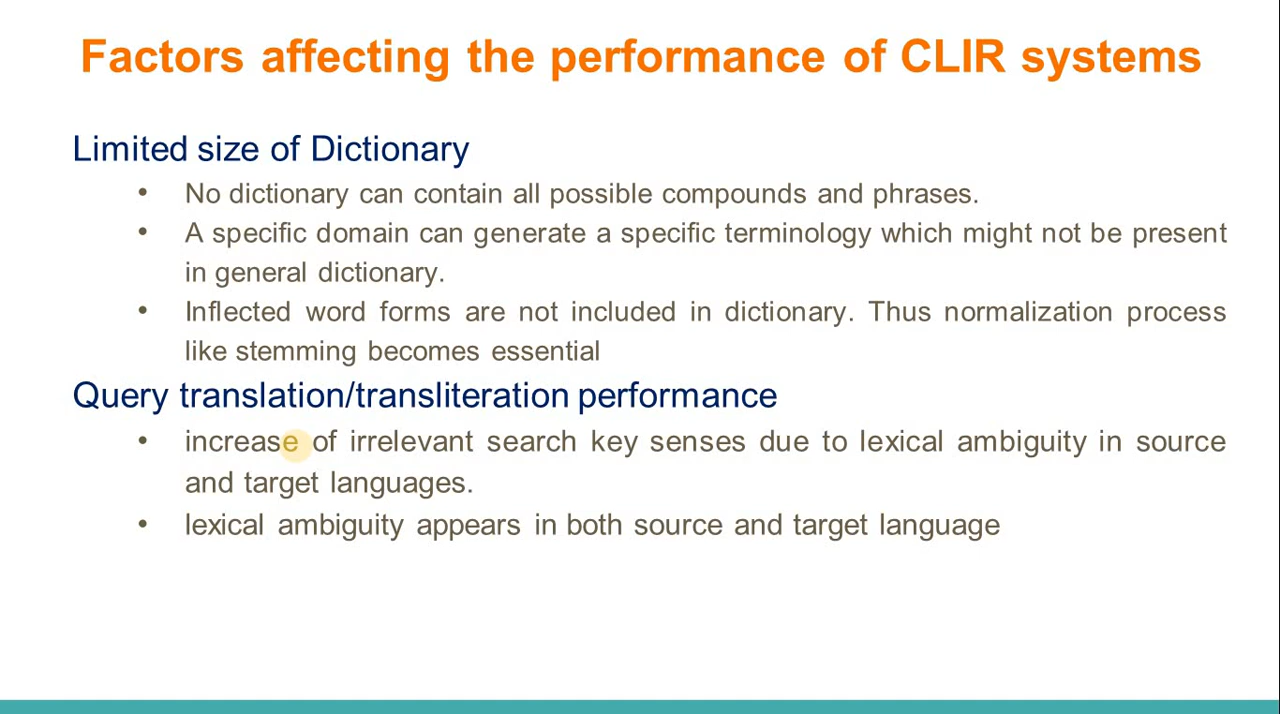 Factors affecting the performance of CLIR systems
Limited size of Dictionary
• No dictionary can contain all possible compounds and phrases.
• A specific domain can generate a specific terminology which might not be present
in general dictionary.
• Inflected word forms are not included in dictionary. Thus normalization process
like stemming becomes essential
Query translation/transliteration performance
• increase of irrelevant search key senses due to lexical ambiguity in source
and target languages.
• lexical ambiguity appears in both source and target language